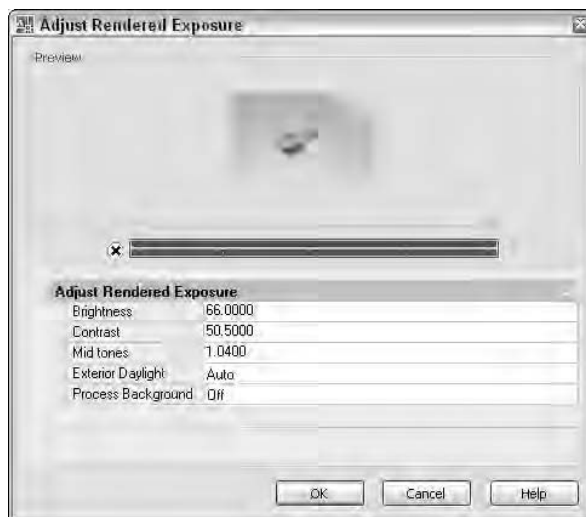 Adjust Rendered Exposure
Preview
Adjust Rendered Exposure
Brightness 66.0000
Contrast 50.5000
Mid tones 1.0400
Exterior Daylight Auto
Process Background Off
OK Cancel Help